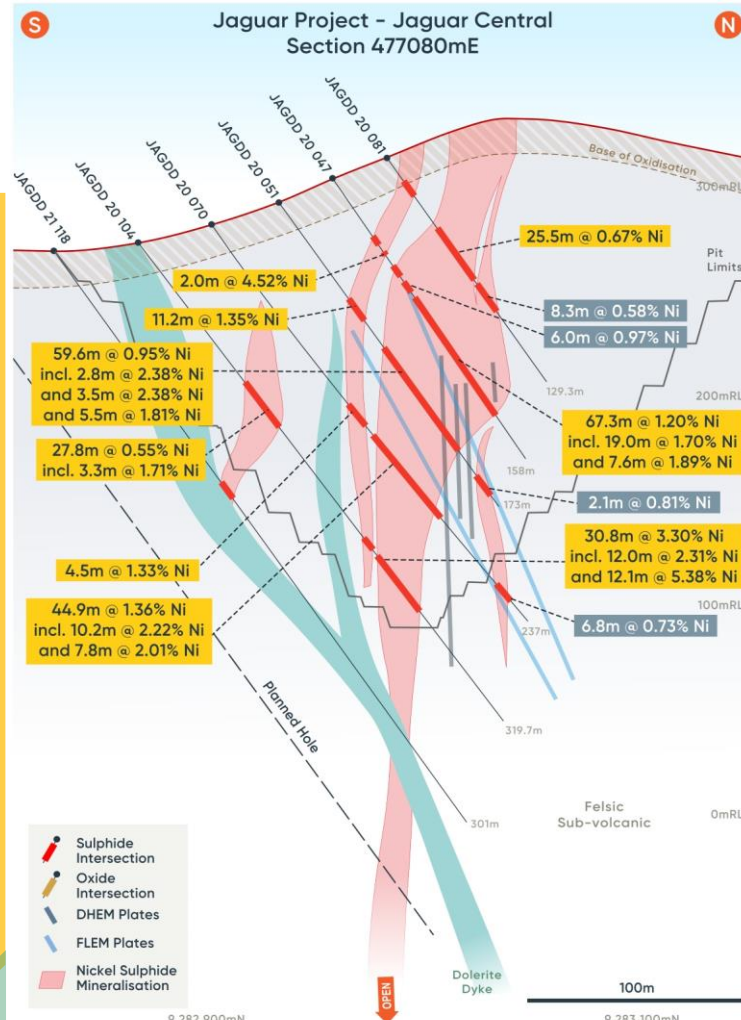 S
Jaguar Project - Jaguar Central
Section 477080mE
N
JAGDD 21 118
JAGDD 20 104
JAGDD 20 070
JAGDD 20 051
JAGDD 20 047
JAGDD 20 081
Base of Oxidisation
300mRL
25.5m @ 0.67% Ni
Pit
Limits
2.0m @ 4.52% Ni
8.3m @ 0.58% Ni
11.2m @ 1.35% Ni
6.0m @ 0.97% Ni
59.6m @ 0.95% Ni
incl. 2.8m @ 2.38% Ni
and 3.5m @ 2.38% Ni
and 5.5m @ 1.81% Ni
129.3m
200mRL
67.3m @ 1.20% Ni
incl. 19.0m @ 1.70% Ni
and 7.6m @ 1.89% Ni
27.8m @ 0.55% Ni
incl. 3.3m @ 1.71% Ni
158m
173m
2.1m @ 0.81% Ni
30.8m @ 3.30% Ni
incl. 12.0m @ 2.31% Ni
and 12.1m @ 5.38% Ni
4.5m @ 1.33% Ni
44.9m @ 1.36% Ni
incl. 10.2m @ 2.22% Ni
and 7.8m @ 2.01% Ni
100mRL
237m
6.8m @ 0.73% Ni
Planned Hole
319.7m
301m
Felsic
Sub-volcanic
0mRL
Sulphide
Intersection
Oxide
Intersection
DHEM Plates
FLEM Plates
Nickel Sulphide
Mineralisation
OPEN
Dolerite
Dyke
100m
9,282,900mN
9,283,100mN